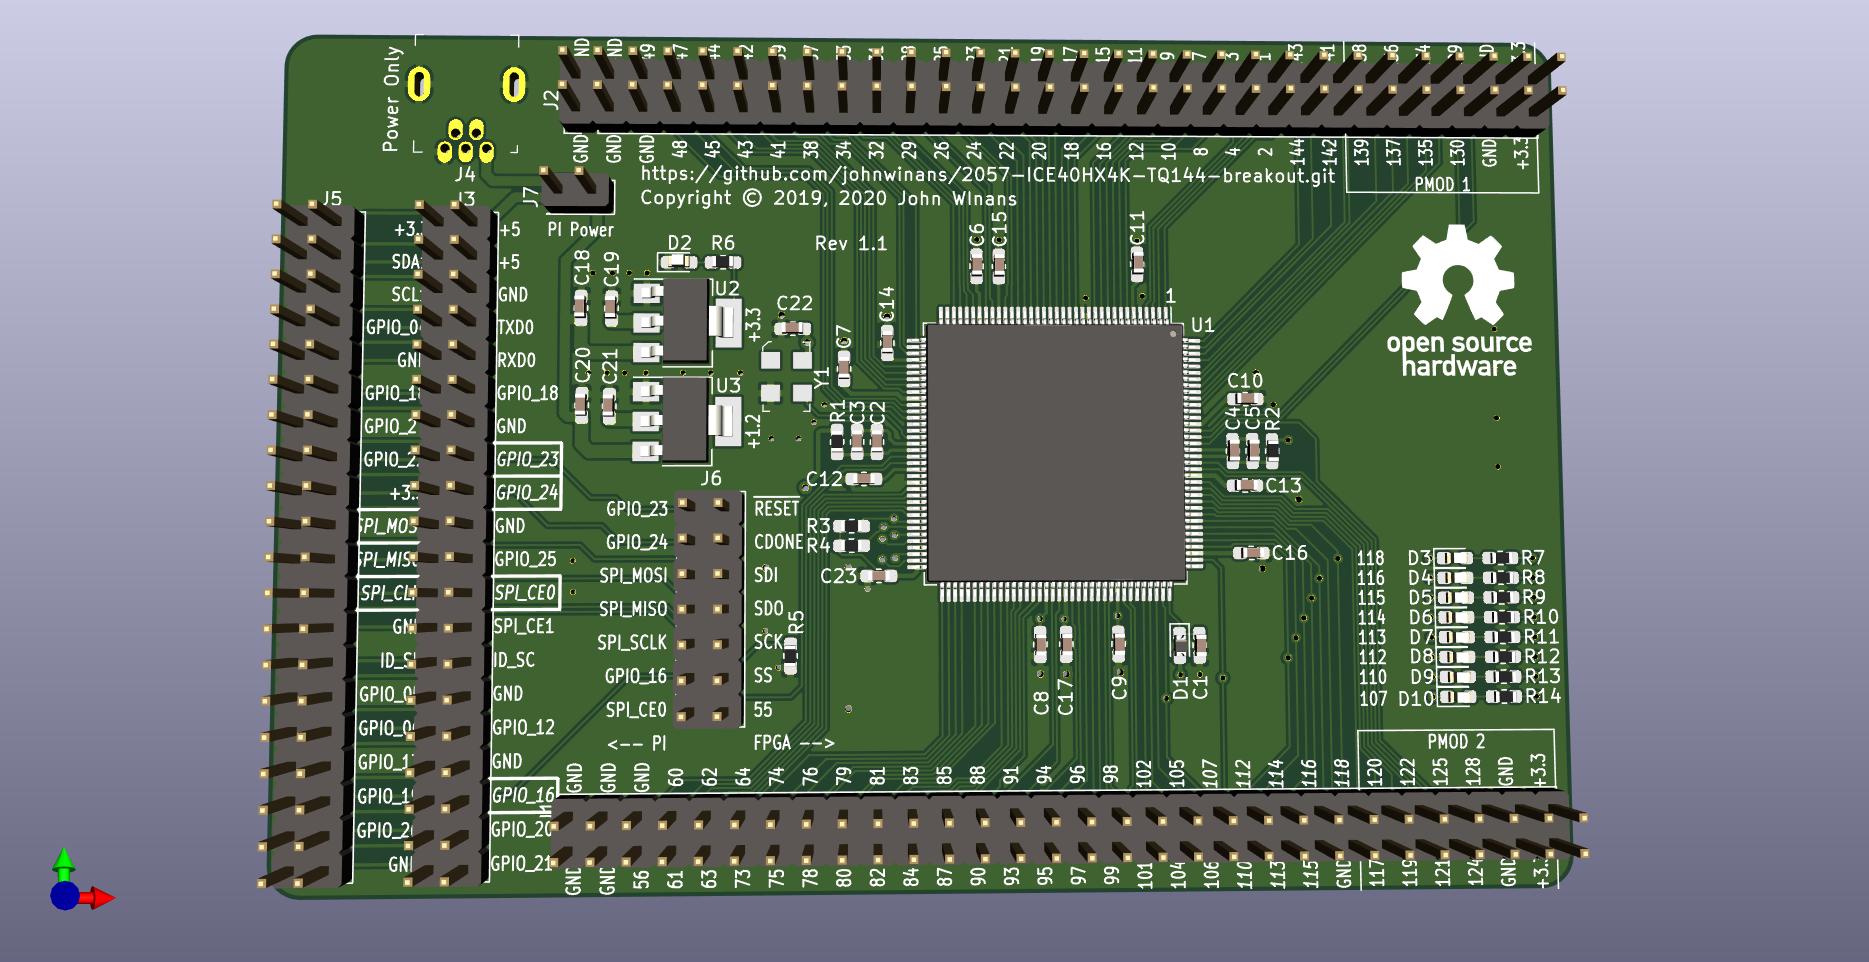 Power Only
J2
GND GND GND 48 45 43 41 38 34 32 29 26 24 22 20 18 16 12 10 8 4 2 144 142 139 137 135 130 GND +3.3
PMOD 1
J4
J7
PI Power
https://github.com/johnwinans/2057-ICE40HX4K-TQ144-breakout.git
Copyright © 2019, 2020 John Winans
Rev 1.1
J5
+5
+5
GND
TXD0
RXD0
GPIO_18
GND
GPIO_23
GPIO_24
GND
GPIO_25
SPI_CE0
SPI_CE1
ID_SC
GND
GPIO_12
GND
GPIO_16
GPIO_20
GPIO_21
D2 R6
C18 C19
U2
+3.3
C20 C21
U3
+1.2
C22
Y1
C7
C14
C6 C15
C11
1
U1
open source
hardware
R1 C3 C2
C12
R3
R4
C23
C10
C4 C5 R2
C13
C16
J6
GPIO_23 RESET
GPIO_24 CDONE
SPI_MOSI SDI
SPI_MISO SDO
SPI_SCLK SCK
GPIO_16 SS
SPI_CE0 55
<-- PI FPGA -->
R5
C8 C17 C9 D1 C1
118 D3 R7
116 D4 R8
115 D5 R9
114 D6 R10
113 D7 R11
112 D8 R12
110 D9 R13
107 D10 R14
PMOD 2
GND GND GND 60 62 64 74 76 79 81 83 85 88 91 94 96 98 102 105 107 112 114 116 118 120 122 125 128 GND +3.3
GND GND 56 61 63 73 75 78 80 82 84 87 90 93 95 97 99 101 104 106 110 113 115 GND 117 119 121 124 GND